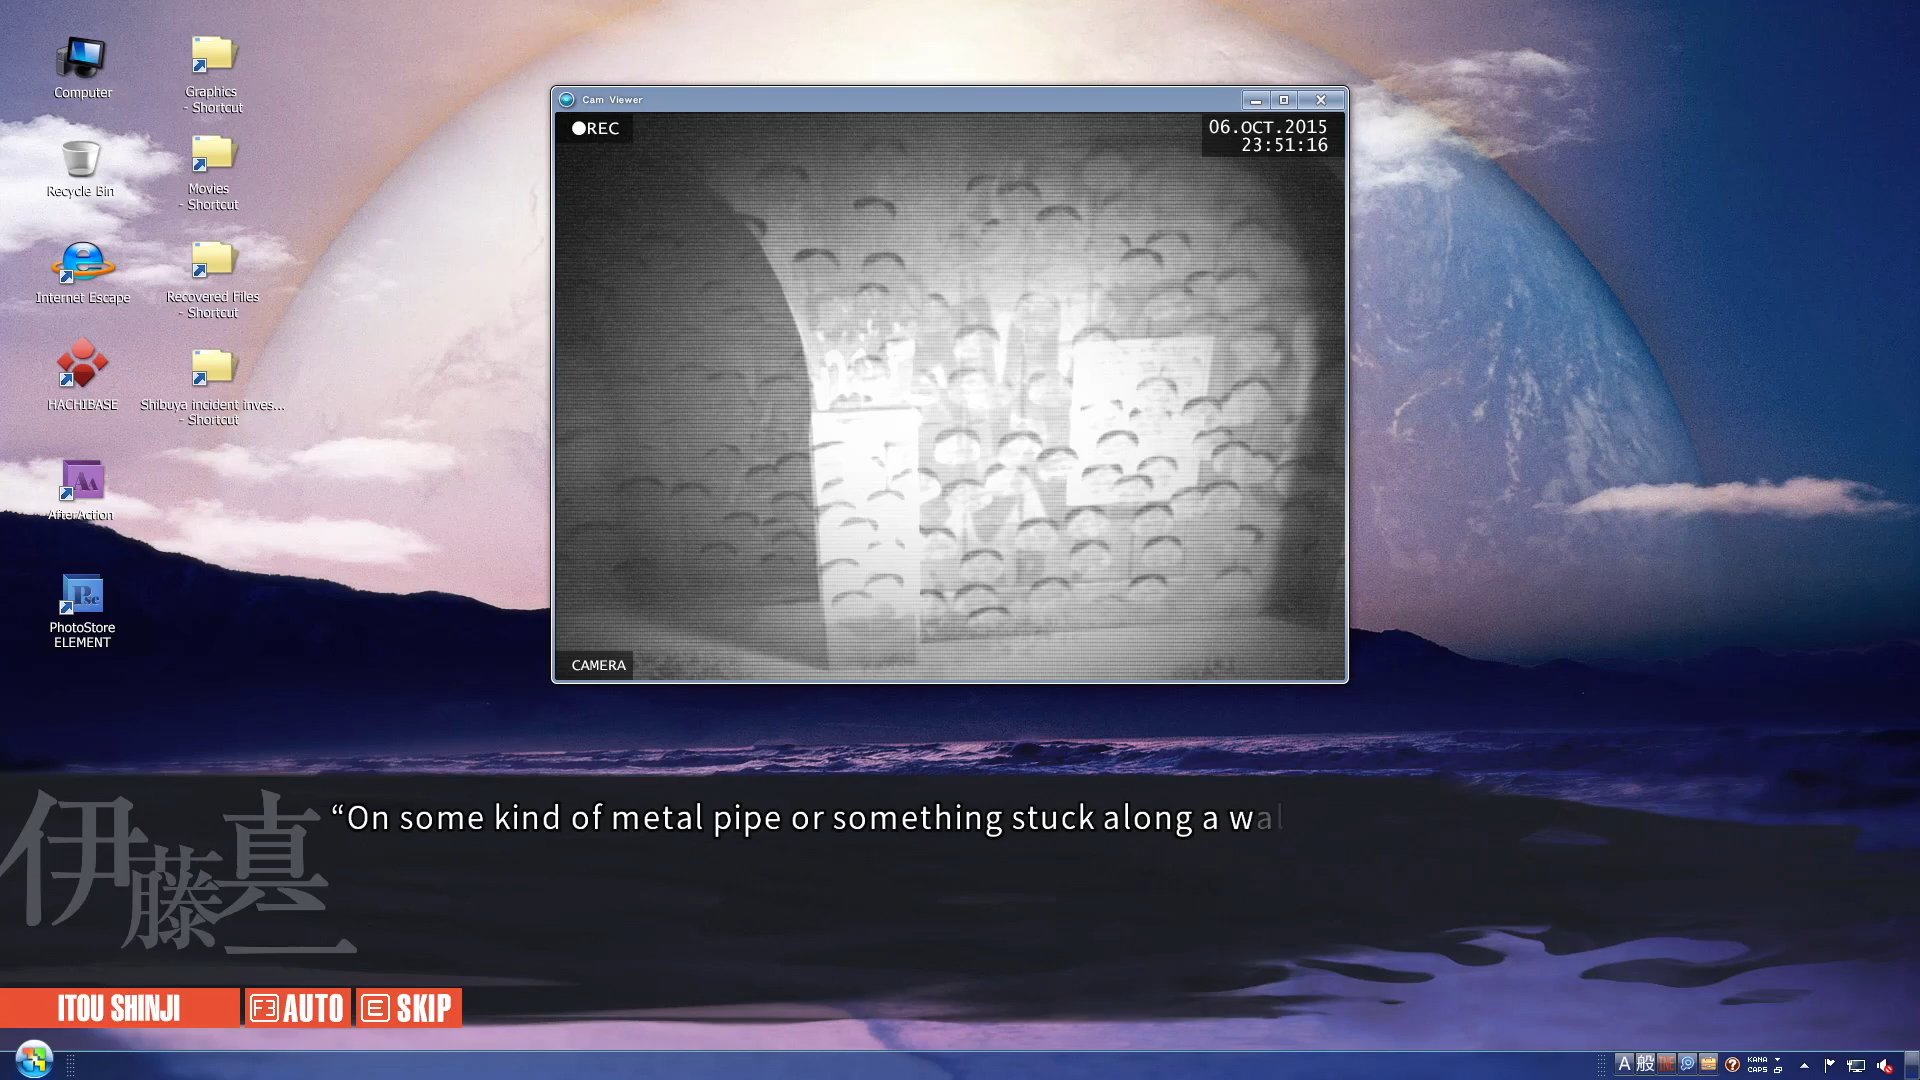 Computer
Graphics
- Shortcut
Recycle Bin
Movies
- Shortcut
Internet Escape
Recovered Files
- Shortcut
HACHIBASE
Shibuya incident inves...
- Shortcut
AfterAction
PhotoStore
ELEMENT
Cam Viewer
REC
06.OCT.2015
23:51:16
CAMERA
伊藤真一
“On some kind of metal pipe or something stuck along a wal
ITOU SHINJI
F3 AUTO
E SKIP
A 般
KANA
CAPS